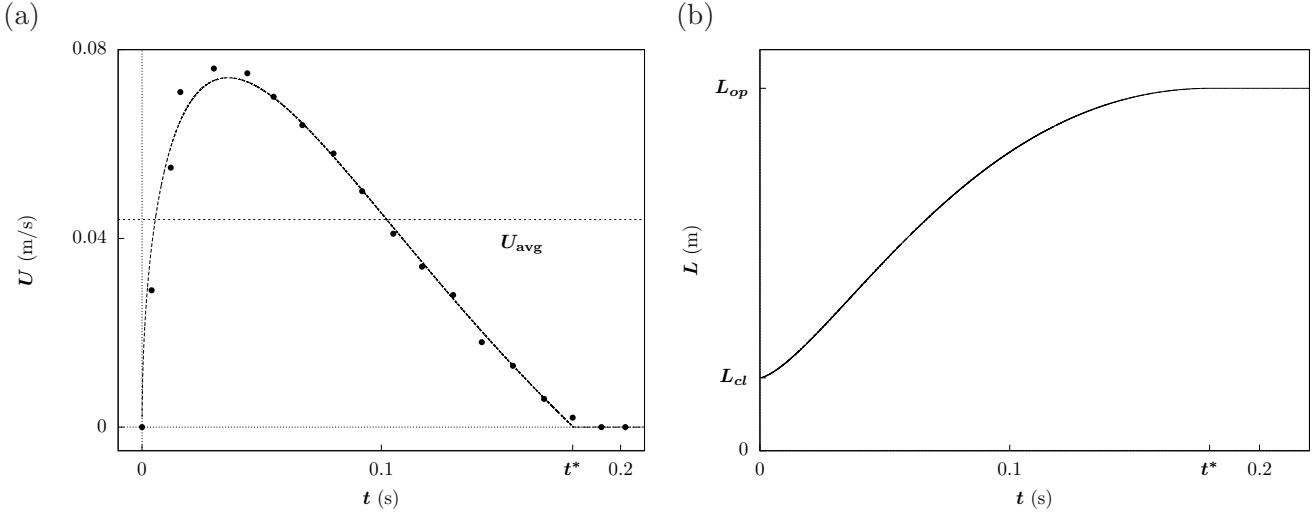 (a)
0.08
0.04
0
U (m/s)
U_avg
0
0.1
t*
0.2
t (s)
(b)
L_op
L_cl
0
L (m)
0
0.1
t*
0.2
t (s)